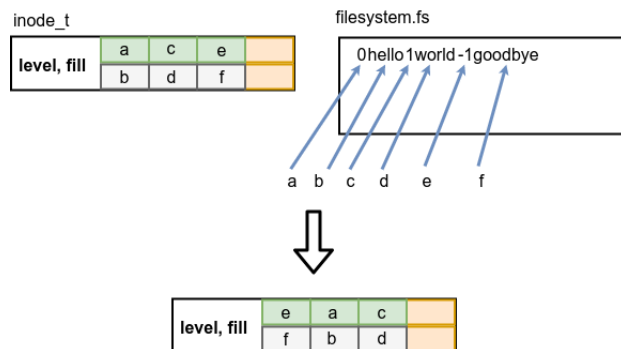 inode_t
level, fill
a c e
b d f
filesystem.fs
0hello1world-1goodbye
a b c d e f
level, fill
e a c
f b d